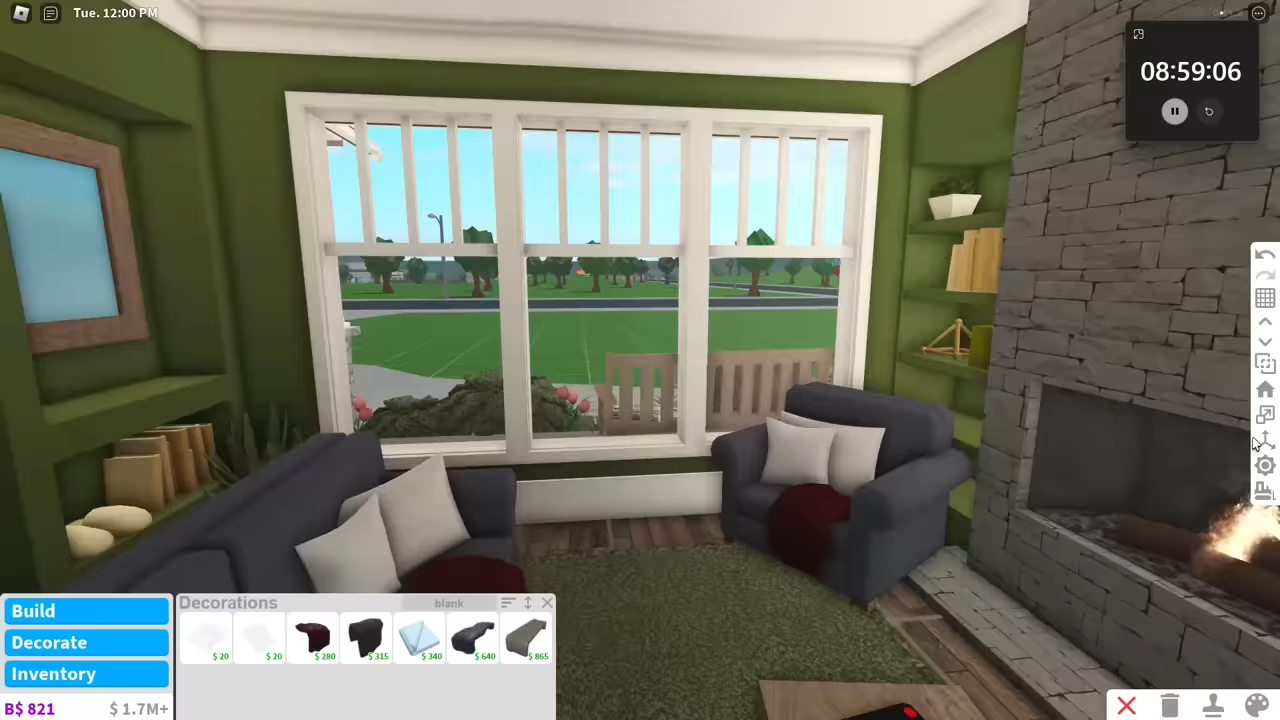 Tue. 12:00 PM
08:59:06
Build
Decorate
Inventory
B$ 821
$ 1.7M+
Decorations
blank
$ 20
$ 20
$ 280
$ 315
$ 340
$ 640
$ 865